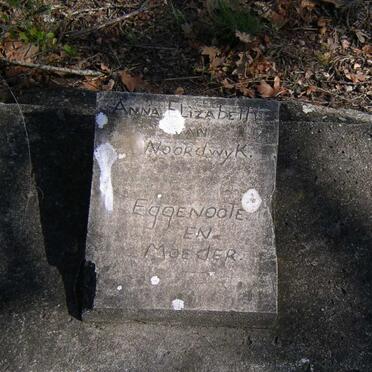 ANNA ELIZABETH
VAN
NOORDWYK.
EGGENOOTE
EN
MOEDER.